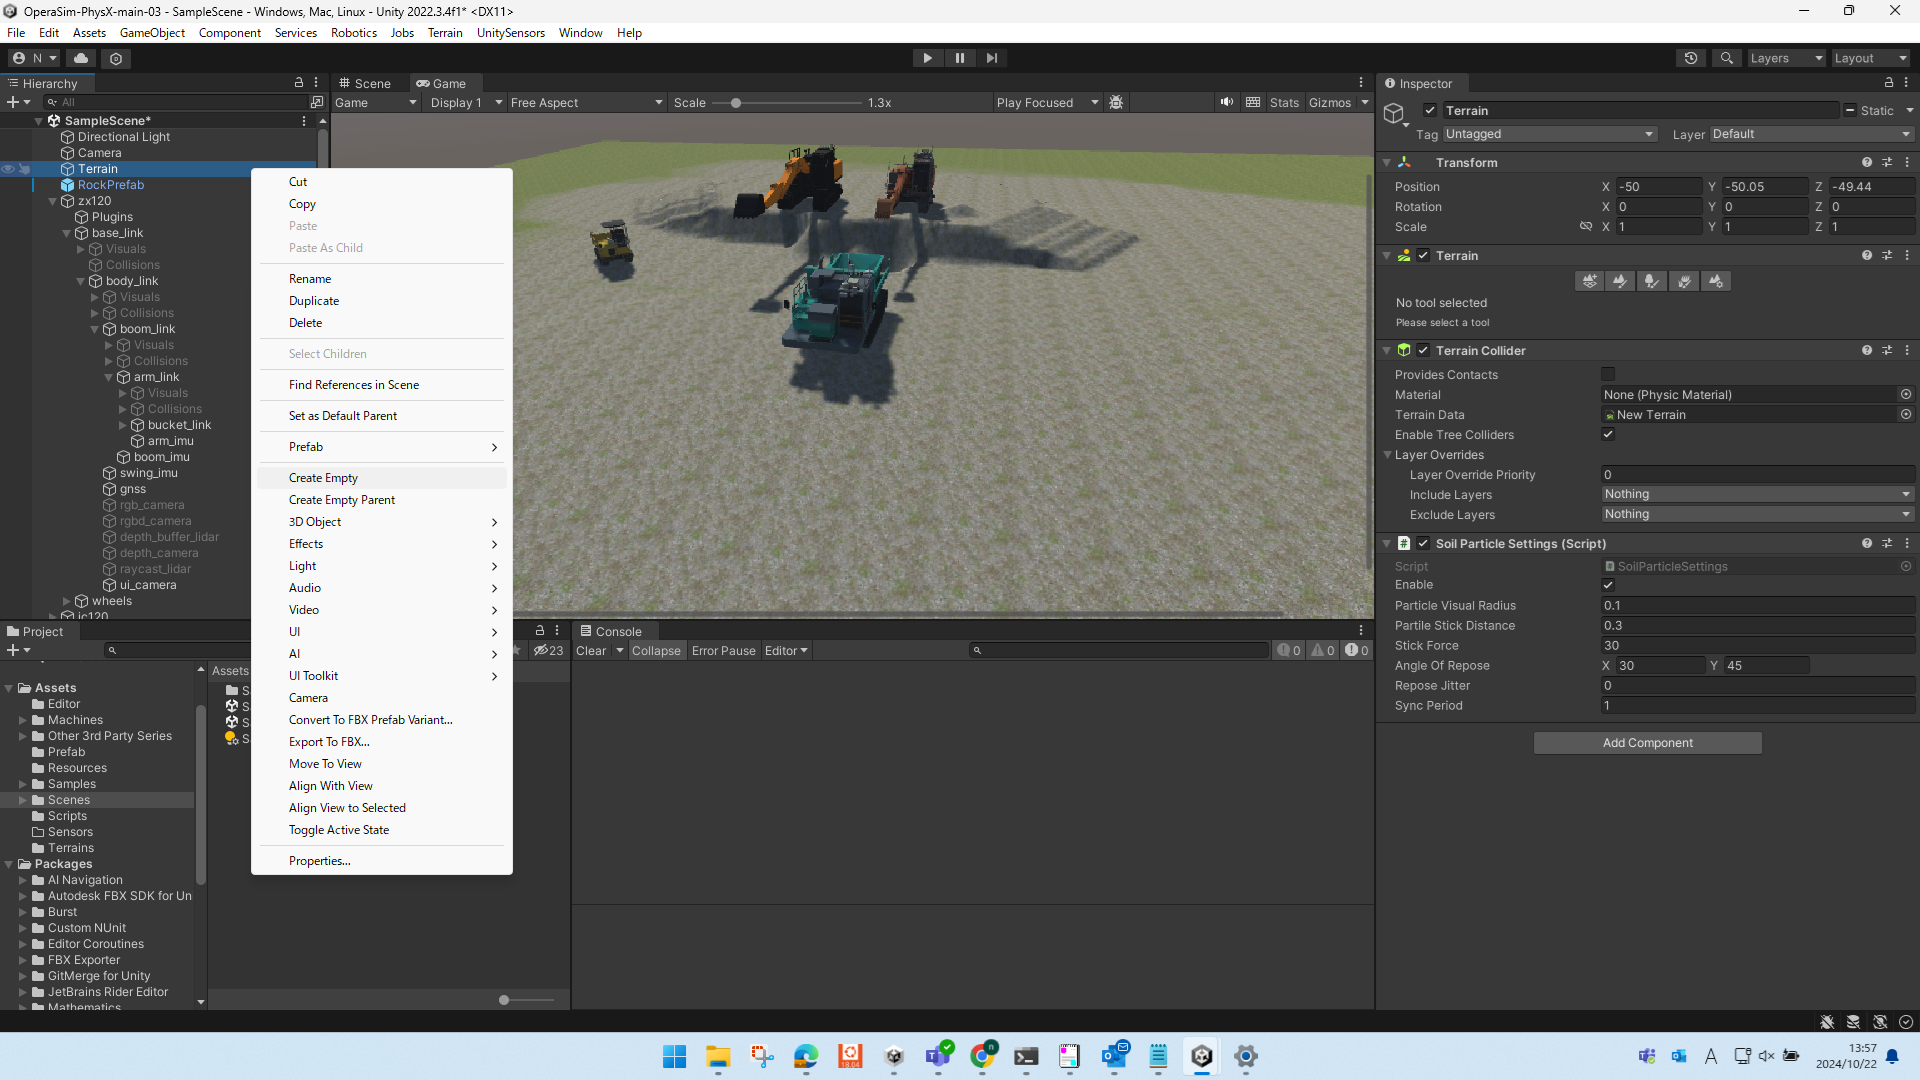 OperaSim-PhysX-main-03 - SampleScene - Windows, Mac, Linux - Unity 2022.3.4f1* <DX11>
File Edit Assets GameObject Component Services Robotics Jobs Terrain UnitySensors Window Help
N
Layers
Layout
Hierarchy
All
SampleScene*
Directional Light
Camera
Terrain
RockPrefab
zx120
Plugins
base_link
Visuals
Collisions
body_link
Visuals
Collisions
boom_link
Visuals
Collisions
arm_link
Visuals
Collisions
bucket_link
arm_imu
boom_imu
swing_imu
gnss
rgb_camera
rgbd_camera
depth_buffer_lidar
depth_camera
raycast_lidar
ui_camera
wheels
ic120
Cut
Copy
Paste
Paste As Child
Rename
Duplicate
Delete
Select Children
Find References in Scene
Set as Default Parent
Prefab
Create Empty
Create Empty Parent
3D Object
Effects
Light
Audio
Video
UI
AI
UI Toolkit
Camera
Convert To FBX Prefab Variant...
Export To FBX...
Move To View
Align With View
Align View to Selected
Toggle Active State
Properties...
Scene Game
Game Display 1 Free Aspect Scale 1.3x Play Focused Stats Gizmos
Inspector
Terrain
Static
Tag Untagged Layer Default
Transform
Position X -50 Y -50.05 Z -49.44
Rotation X 0 Y 0 Z 0
Scale X 1 Y 1 Z 1
Terrain
No tool selected
Please select a tool
Terrain Collider
Provides Contacts
Material None (Physic Material)
Terrain Data New Terrain
Enable Tree Colliders
Layer Overrides
Layer Override Priority 0
Include Layers Nothing
Exclude Layers Nothing
Soil Particle Settings (Script)
Script SoilParticleSettings
Enable
Particle Visual Radius 0.1
Partile Stick Distance 0.3
Stick Force 30
Angle Of Repose X 30 Y 45
Repose Jitter 0
Sync Period 1
Add Component
Project
23
Assets
Editor
Machines
Other 3rd Party Series
Prefab
Resources
Samples
Scenes
Scripts
Sensors
Terrains
Packages
AI Navigation
Autodesk FBX SDK for Un
Burst
Custom NUnit
Editor Coroutines
FBX Exporter
GitMerge for Unity
JetBrains Rider Editor
Mathematics
Assets
S
S
S
S
Console
Clear Collapse Error Pause Editor
0 0 0
18.04
n
A
13:57
2024/10/22